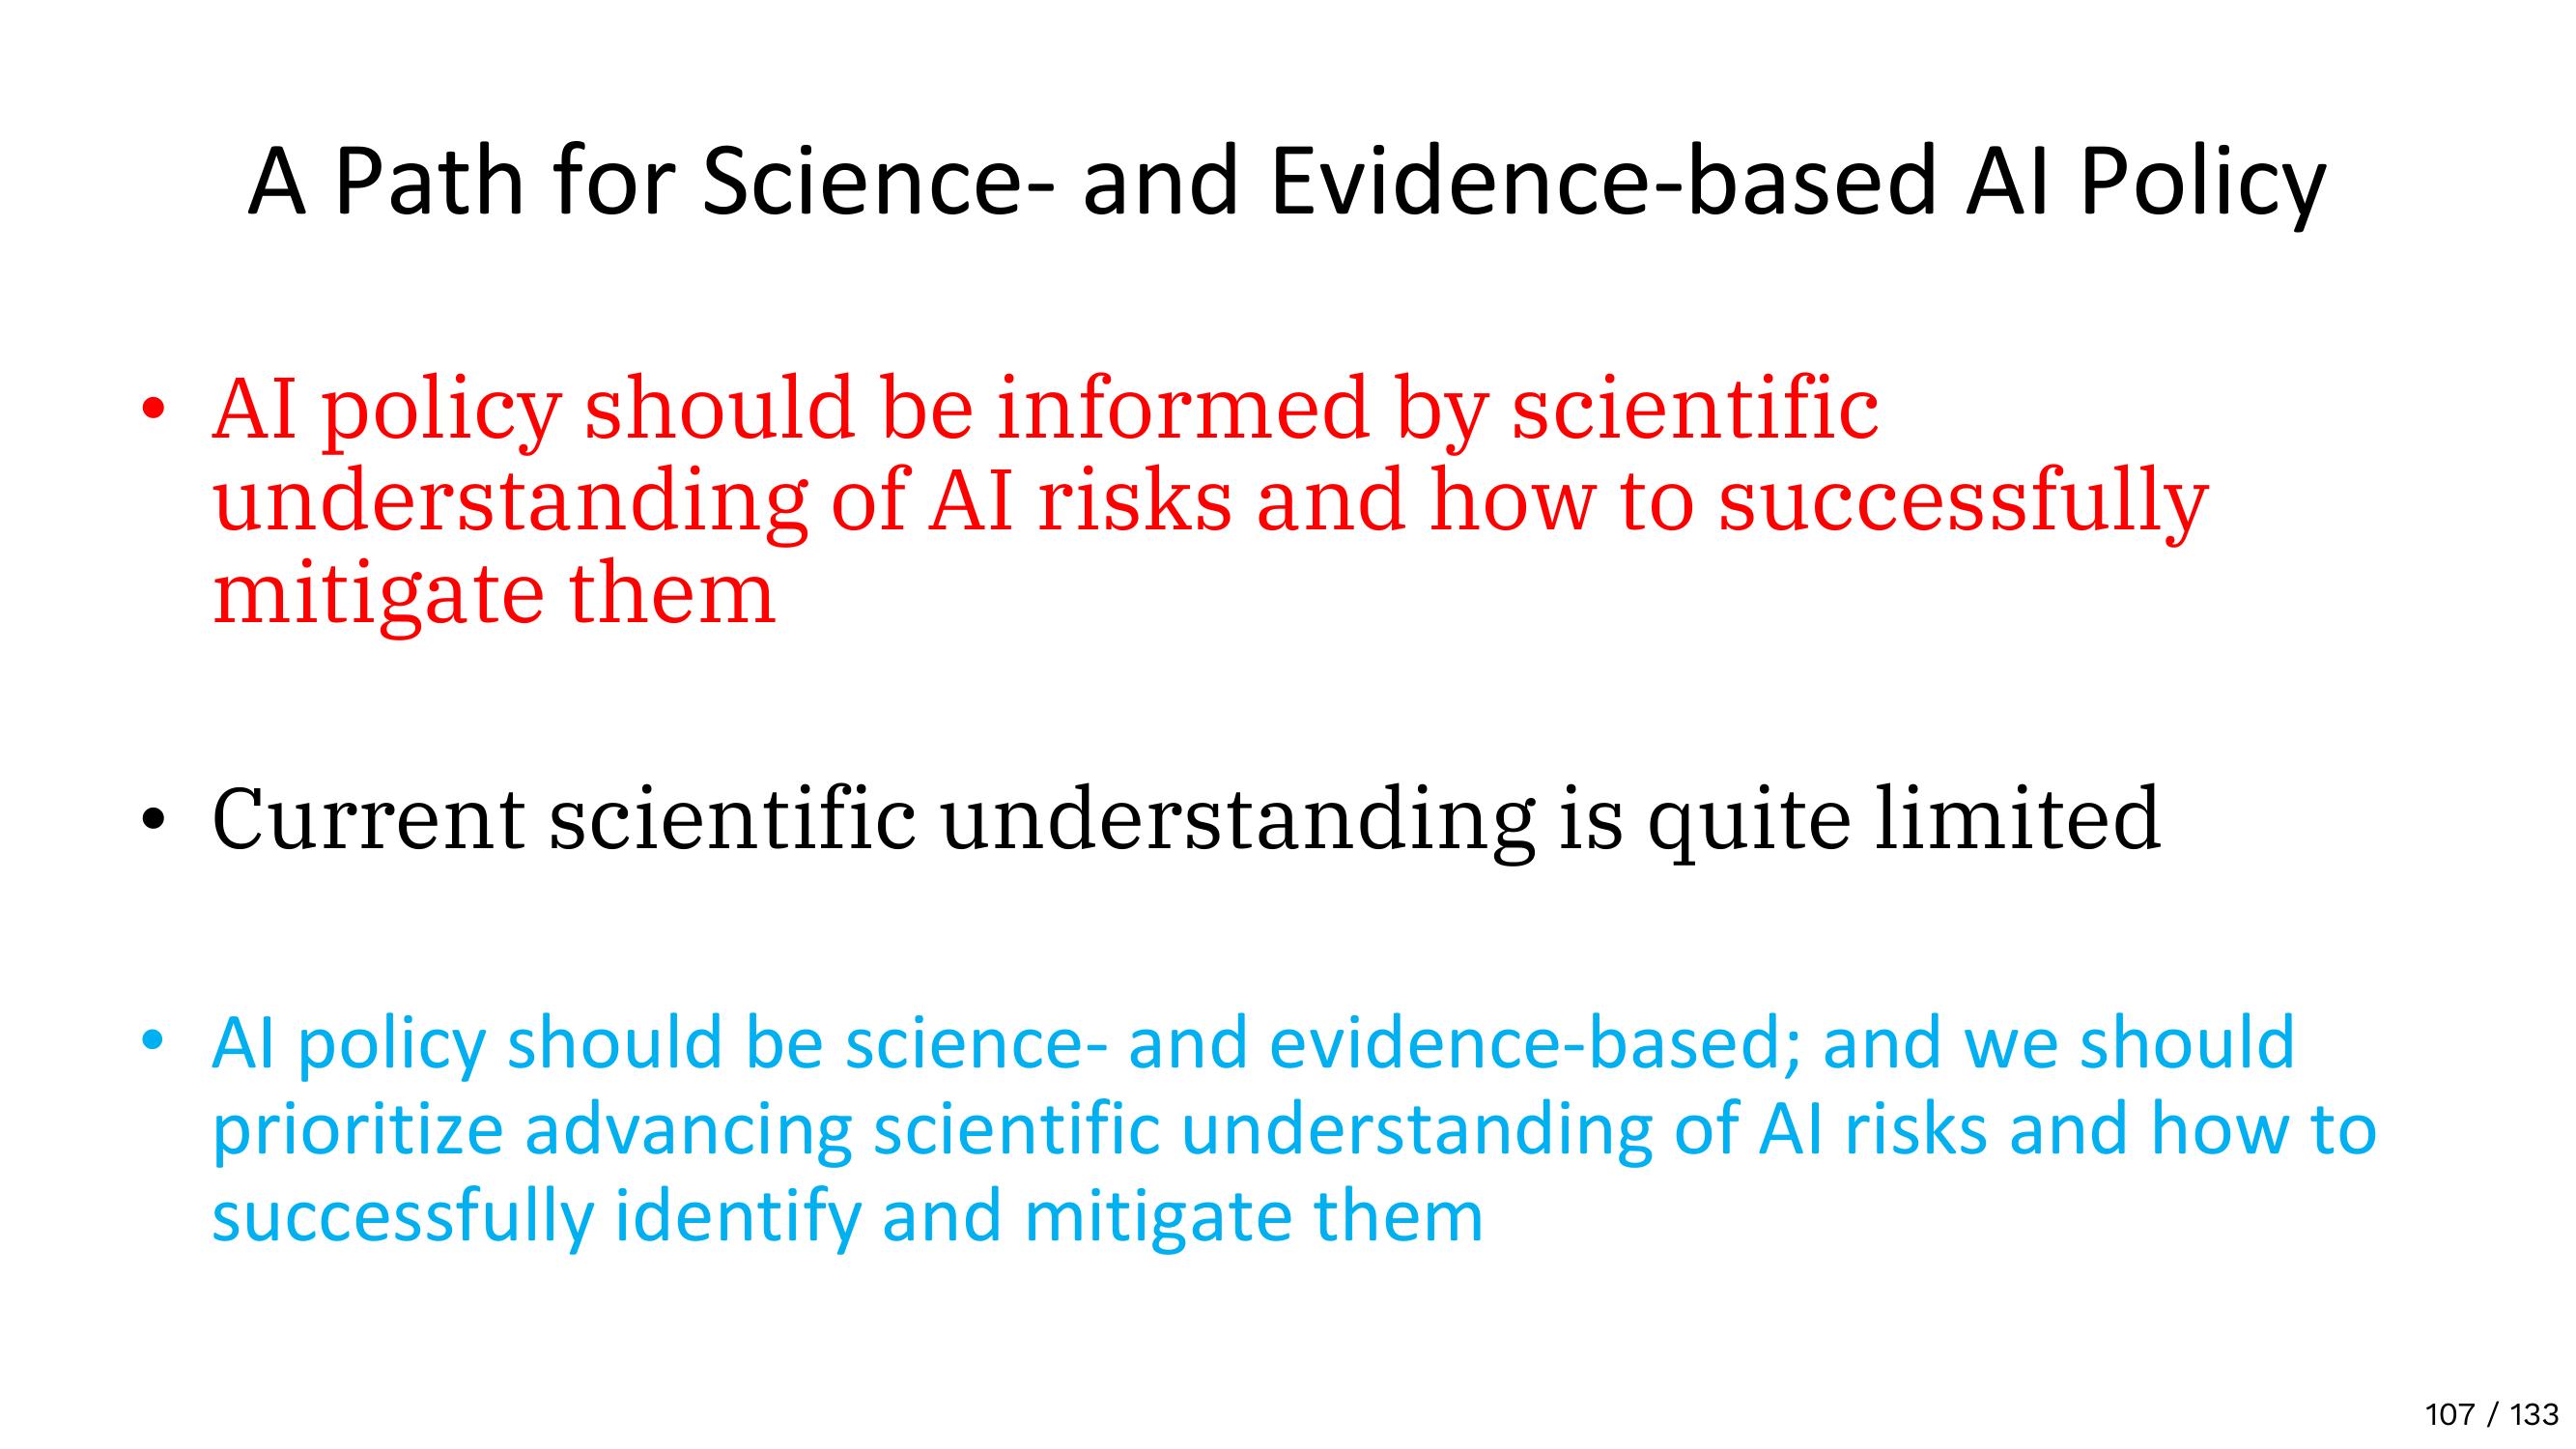 A Path for Science- and Evidence-based AI Policy
• AI policy should be informed by scientific
understanding of AI risks and how to successfully
mitigate them
• Current scientific understanding is quite limited
• AI policy should be science- and evidence-based; and we should
prioritize advancing scientific understanding of AI risks and how to
successfully identify and mitigate them
107 / 133